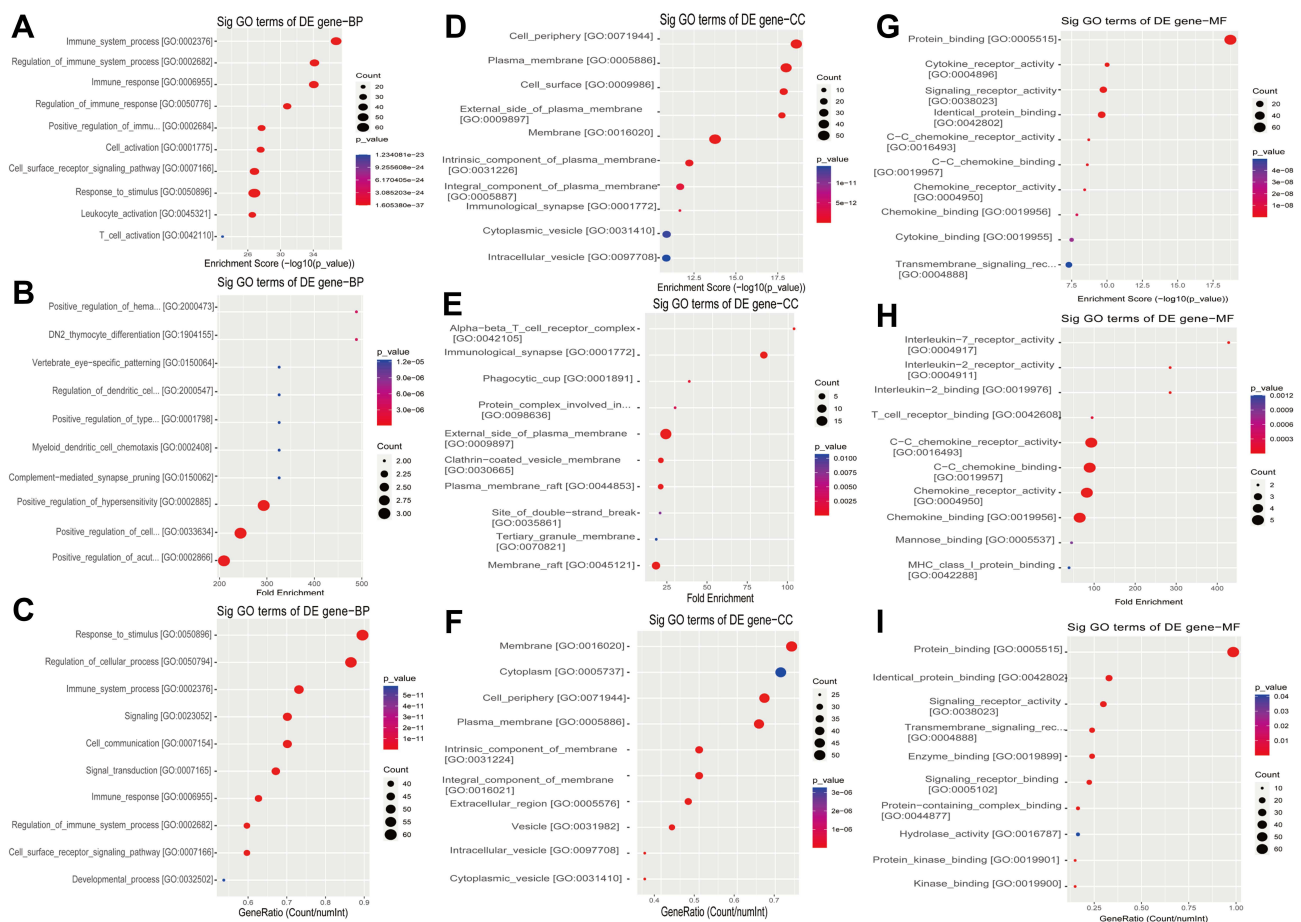 A
Sig GO terms of DE gene−BP
Immune_system_process [GO:0002376]
Regulation_of_immune_system_process [GO:0002682]
Immune_response [GO:0006955]
Regulation_of_immune_response [GO:0050776]
Positive_regulation_of_immu... [GO:0002684]
Cell_activation [GO:0001775]
Cell_surface_receptor_signaling_pathway [GO:0007166]
Response_to_stimulus [GO:0050896]
Leukocyte_activation [GO:0045321]
T_cell_activation [GO:0042110]
26 30 34
Enrichment Score (−log10(p_value))
Count
20
30
40
50
60
p_value
1.234081e−23
9.255608e−24
6.170405e−24
3.085203e−24
1.605380e−37
B
Sig GO terms of DE gene−BP
Positive_regulation_of_hema... [GO:2000473]
DN2_thymocyte_differentiation [GO:1904155]
Vertebrate_eye−specific_patterning [GO:0150064]
Regulation_of_dendritic_cel... [GO:2000547]
Positive_regulation_of_type... [GO:0001798]
Myeloid_dendritic_cell_chemotaxis [GO:0002408]
Complement−mediated_synapse_pruning [GO:0150062]
Positive_regulation_of_hypersensitivity [GO:0002885]
Positive_regulation_of_cell... [GO:0033634]
Positive_regulation_of_acut... [GO:0002866]
200 300 400 500
Fold Enrichment
p_value
1.2e−05
9.0e−06
6.0e−06
3.0e−06
Count
2.00
2.25
2.50
2.75
3.00
C
Sig GO terms of DE gene−BP
Response_to_stimulus [GO:0050896]
Regulation_of_cellular_process [GO:0050794]
Immune_system_process [GO:0002376]
Signaling [GO:0023052]
Cell_communication [GO:0007154]
Signal_transduction [GO:0007165]
Immune_response [GO:0006955]
Regulation_of_immune_system_process [GO:0002682]
Cell_surface_receptor_signaling_pathway [GO:0007166]
Developmental_process [GO:0032502]
0.6 0.7 0.8 0.9
GeneRatio (Count/numInt)
p_value
5e−11
4e−11
3e−11
2e−11
1e−11
Count
40
45
50
55
60
D
Sig GO terms of DE gene−CC
Cell_periphery [GO:0071944]
Plasma_membrane [GO:0005886]
Cell_surface [GO:0009986]
External_side_of_plasma_membrane
[GO:0009897]
Membrane [GO:0016020]
Intrinsic_component_of_plasma_membrane
[GO:0031226]
Integral_component_of_plasma_membrane
[GO:0005887]
Immunological_synapse [GO:0001772]
Cytoplasmic_vesicle [GO:0031410]
Intracellular_vesicle [GO:0097708]
12.5 15.0 17.5
Enrichment Score (−log10(p_value))
Count
10
20
30
40
50
p_value
1e−11
5e−12
E
Sig GO terms of DE gene−CC
Alpha−beta_T_cell_receptor_complex
[GO:0042105]
Immunological_synapse [GO:0001772]
Phagocytic_cup [GO:0001891]
Protein_complex_involved_in...
[GO:0098636]
External_side_of_plasma_membrane
[GO:0009897]
Clathrin−coated_vesicle_membrane
[GO:0030665]
Plasma_membrane_raft [GO:0044853]
Site_of_double−strand_break
[GO:0035861]
Tertiary_granule_membrane
[GO:0070821]
Membrane_raft [GO:0045121]
25 50 75 100
Fold Enrichment
Count
5
10
15
p_value
0.0100
0.0075
0.0050
0.0025
F
Sig GO terms of DE gene−CC
Membrane [GO:0016020]
Cytoplasm [GO:0005737]
Cell_periphery [GO:0071944]
Plasma_membrane [GO:0005886]
Intrinsic_component_of_membrane
[GO:0031224]
Integral_component_of_membrane
[GO:0016021]
Extracellular_region [GO:0005576]
Vesicle [GO:0031982]
Intracellular_vesicle [GO:0097708]
Cytoplasmic_vesicle [GO:0031410]
0.4 0.5 0.6 0.7
GeneRatio (Count/numInt)
Count
25
30
35
40
45
50
p_value
3e−06
2e−06
1e−06
G
Sig GO terms of DE gene−MF
Protein_binding [GO:0005515]
Cytokine_receptor_activity
[GO:0004896]
Signaling_receptor_activity
[GO:0038023]
Identical_protein_binding
[GO:0042802]
C−C_chemokine_receptor_activity
[GO:0016493]
C−C_chemokine_binding
[GO:0019957]
Chemokine_receptor_activity
[GO:0004950]
Chemokine_binding [GO:0019956]
Cytokine_binding [GO:0019955]
Transmembrane_signaling_rec...
[GO:0004888]
7.5 10.0 12.5 15.0 17.5
Enrichment Score (−log10(p_value))
Count
20
40
60
p_value
4e−08
3e−08
2e−08
1e−08
H
Sig GO terms of DE gene−MF
Interleukin−7_receptor_activity
[GO:0004917]
Interleukin−2_receptor_activity
[GO:0004911]
Interleukin−2_binding [GO:0019976]
T_cell_receptor_binding [GO:0042608]
C−C_chemokine_receptor_activity
[GO:0016493]
C−C_chemokine_binding
[GO:0019957]
Chemokine_receptor_activity
[GO:0004950]
Chemokine_binding [GO:0019956]
Mannose_binding [GO:0005537]
MHC_class_I_protein_binding
[GO:0042288]
100 200 300 400
Fold Enrichment
p_value
0.0012
0.0009
0.0006
0.0003
Count
2
3
4
5
I
Sig GO terms of DE gene−MF
Protein_binding [GO:0005515]
Identical_protein_binding [GO:0042802]
Signaling_receptor_activity
[GO:0038023]
Transmembrane_signaling_rec...
[GO:0004888]
Enzyme_binding [GO:0019899]
Signaling_receptor_binding
[GO:0005102]
Protein−containing_complex_binding
[GO:0044877]
Hydrolase_activity [GO:0016787]
Protein_kinase_binding [GO:0019901]
Kinase_binding [GO:0019900]
0.25 0.50 0.75 1.00
GeneRatio (Count/numInt)
p_value
0.04
0.03
0.02
0.01
Count
10
20
30
40
50
60